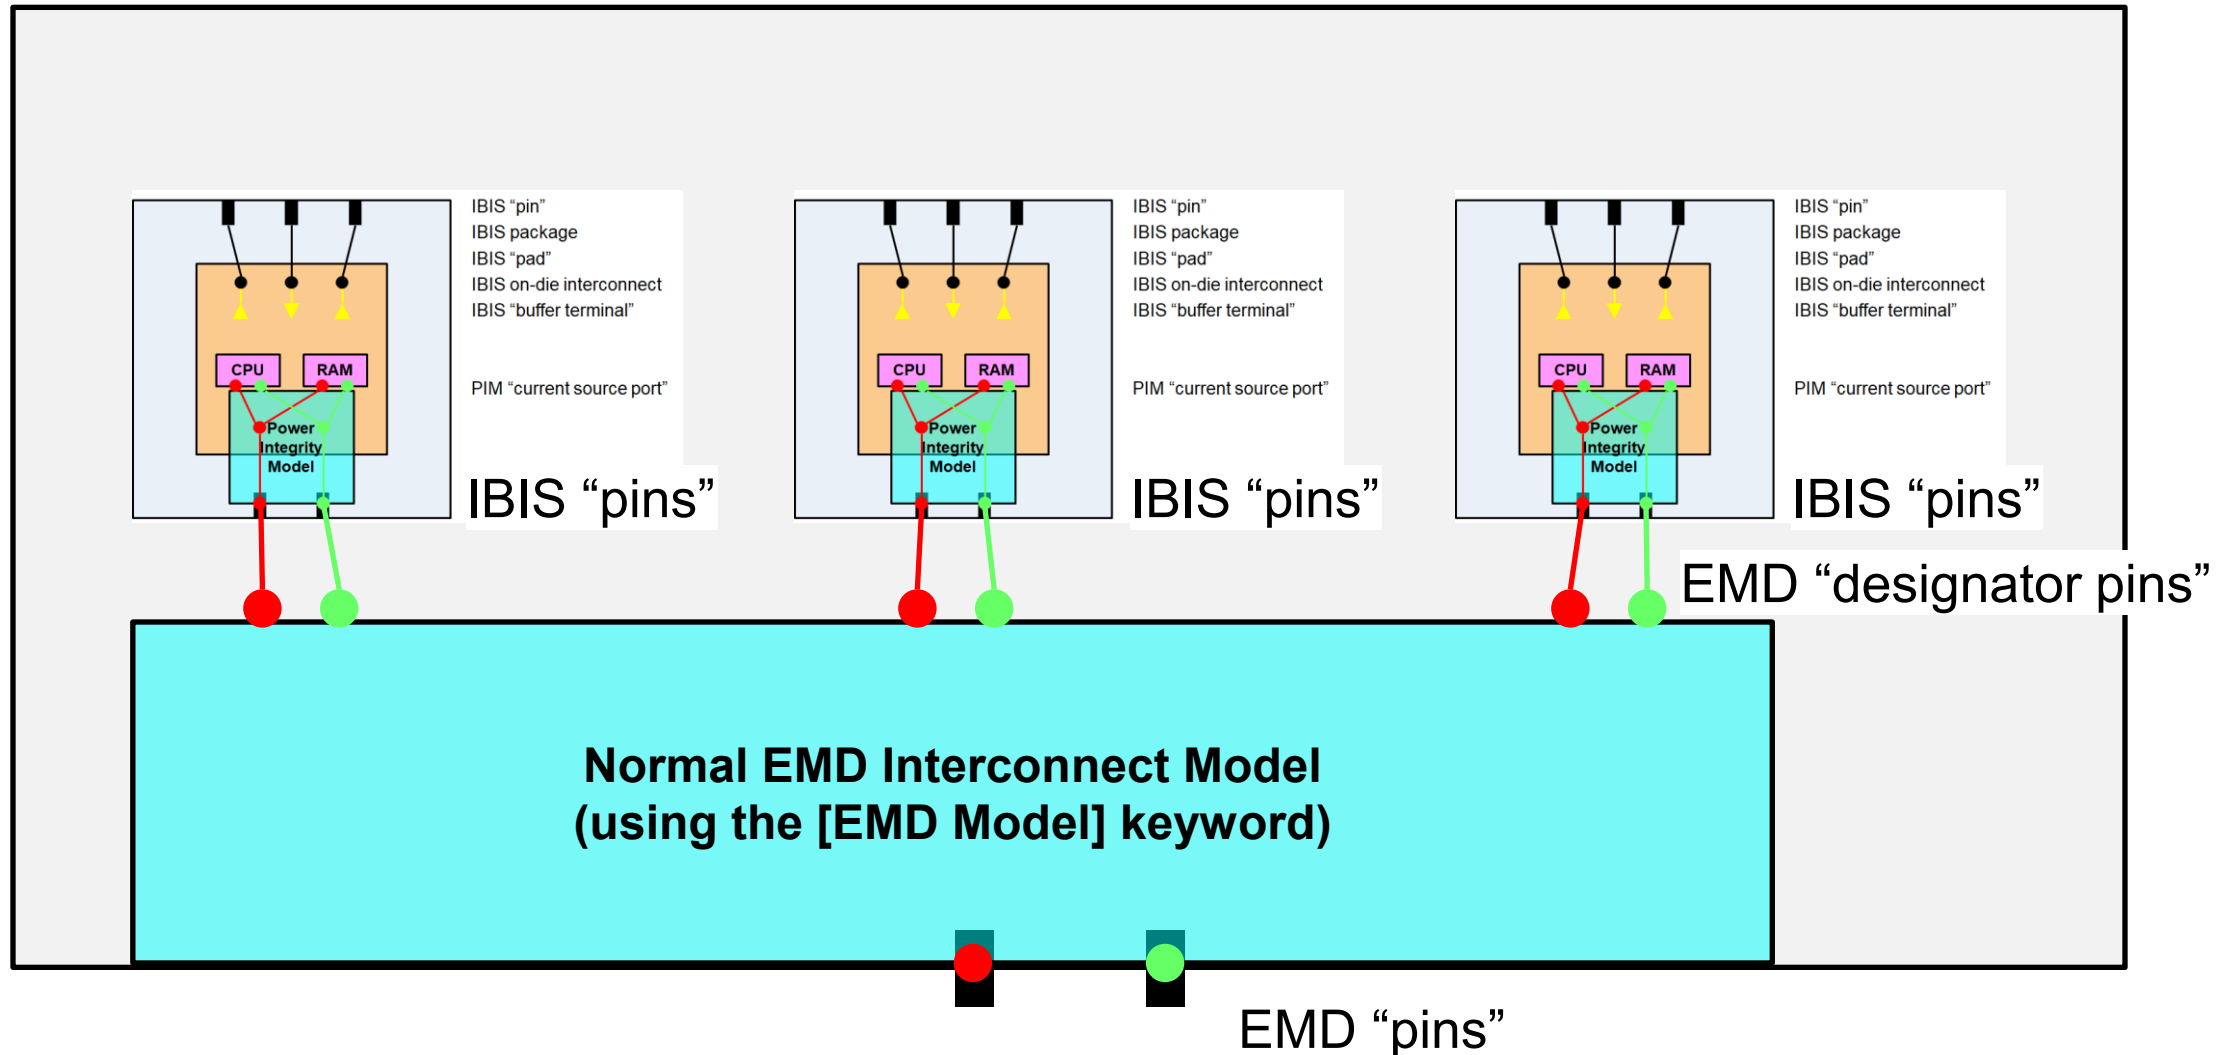 IBIS “pin”
IBIS package
IBIS “pad”
IBIS on-die interconnect
IBIS “buffer terminal”
CPU
RAM
PIM “current source port”
Power
Integrity
Model
IBIS “pins”
IBIS “pin”
IBIS package
IBIS “pad”
IBIS on-die interconnect
IBIS “buffer terminal”
CPU
RAM
PIM “current source port”
Power
Integrity
Model
IBIS “pins”
IBIS “pin”
IBIS package
IBIS “pad”
IBIS on-die interconnect
IBIS “buffer terminal”
CPU
RAM
PIM “current source port”
Power
Integrity
Model
IBIS “pins”
EMD “designator pins”
Normal EMD Interconnect Model
(using the [EMD Model] keyword)
EMD “pins”